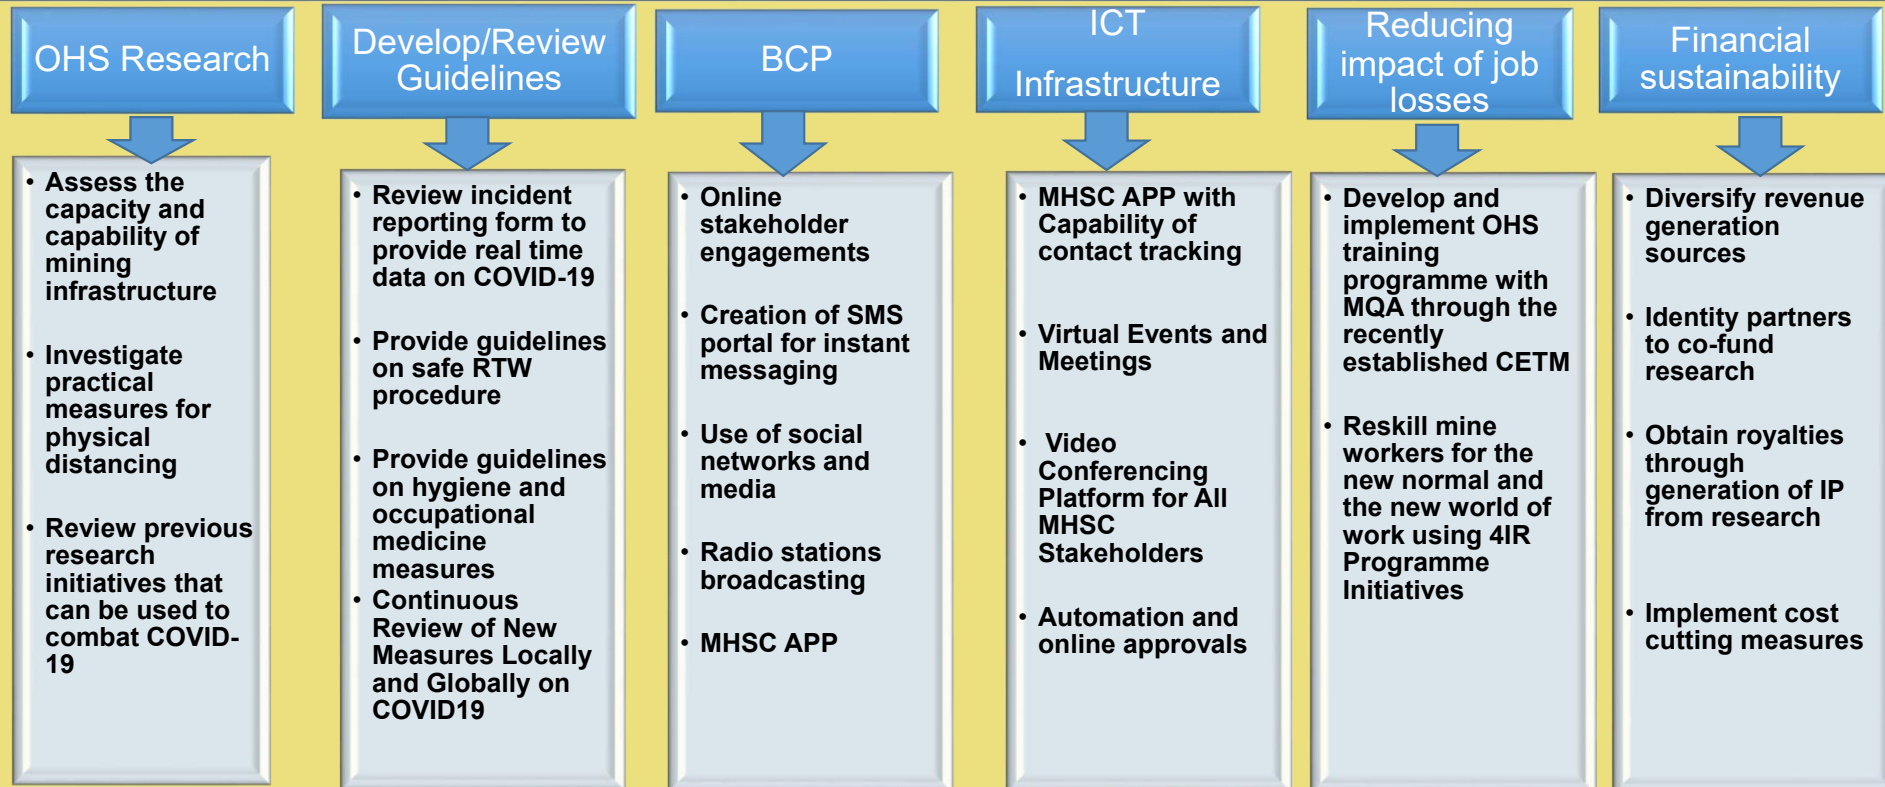 OHS Research
• Assess the
capacity and
capability of
mining
infrastructure
• Investigate
practical
measures for
physical
distancing
• Review previous
research
initiatives that
can be used to
combat COVID-
19
Develop/Review
Guidelines
• Review incident
reporting form to
provide real time
data on COVID-19
• Provide guidelines
on safe RTW
procedure
• Provide guidelines
on hygiene and
occupational
medicine
measures
• Continuous
Review of New
Measures Locally
and Globally on
COVID19
BCP
• Online
stakeholder
engagements
• Creation of SMS
portal for instant
messaging
• Use of social
networks and
media
• Radio stations
broadcasting
• MHSC APP
ICT
Infrastructure
• MHSC APP with
Capability of
contact tracking
• Virtual Events and
Meetings
• Video
Conferencing
Platform for All
MHSC
Stakeholders
• Automation and
online approvals
Reducing
impact of job
losses
• Develop and
implement OHS
training
programme with
MQA through the
recently
established CETM
• Reskill mine
workers for the
new normal and
the new world of
work using 4IR
Programme
Initiatives
Financial
sustainability
• Diversify revenue
generation
sources
• Identity partners
to co-fund
research
• Obtain royalties
through
generation of IP
from research
• Implement cost
cutting measures